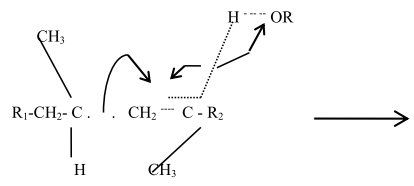 H ---- OR
CH₃
R₁-CH₂- C . . CH₂ ---- C - R₂
H CH₃